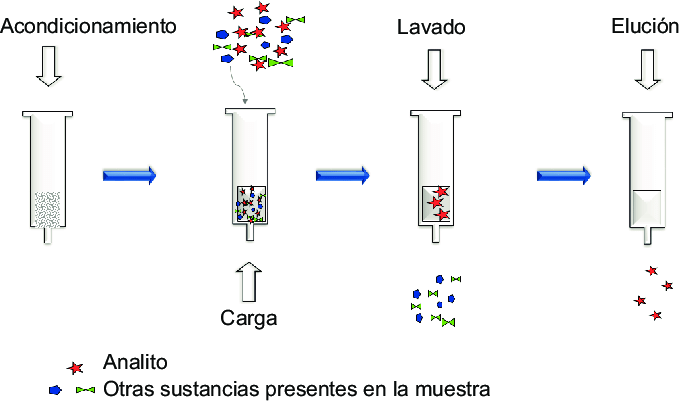 Acondicionamiento
Lavado
Elución
Carga
Analito
Otras sustancias presentes en la muestra